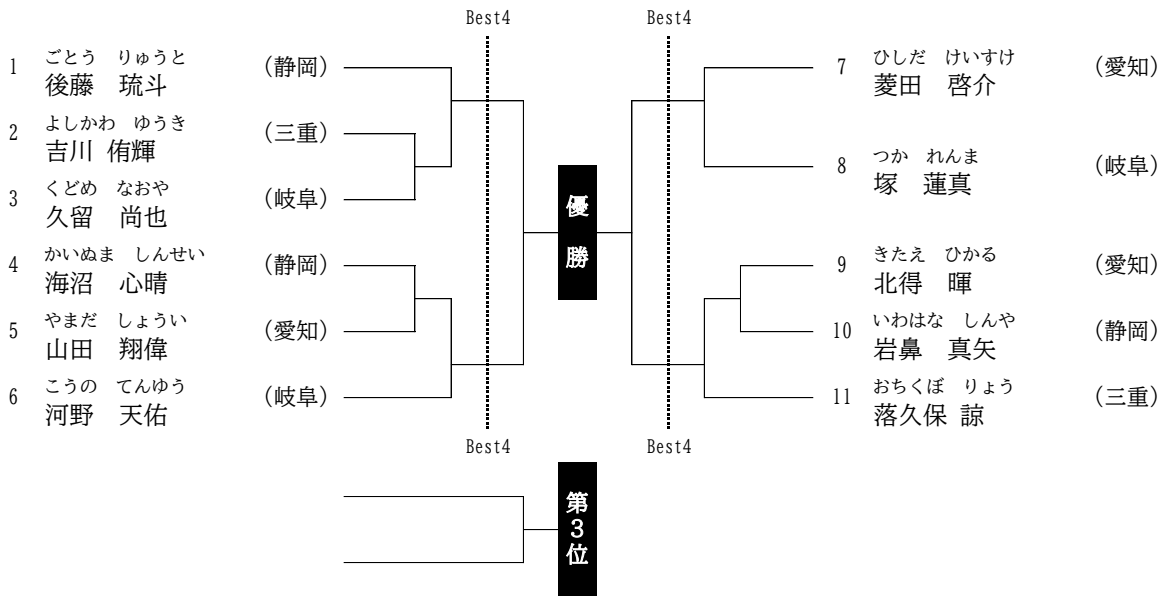 Best4
Best4
ごとう りゅうと
1 後藤 琉斗 (静岡)
よしかわ ゆうき
2 吉川 侑輝 (三重)
くどめ なおや
3 久留 尚也 (岐阜)
かいぬま しんせい
4 海沼 心晴 (静岡)
やまだ しょうい
5 山田 翔偉 (愛知)
こうの てんゆう
6 河野 天佑 (岐阜)
優勝
ひしだ けいすけ
7 菱田 啓介 (愛知)
つか れんま
8 塚 蓮真 (岐阜)
きたえ ひかる
9 北得 暉 (愛知)
いわはな しんや
10 岩鼻 真矢 (静岡)
おちくぼ りょう
11 落久保 諒 (三重)
Best4
Best4
第3位